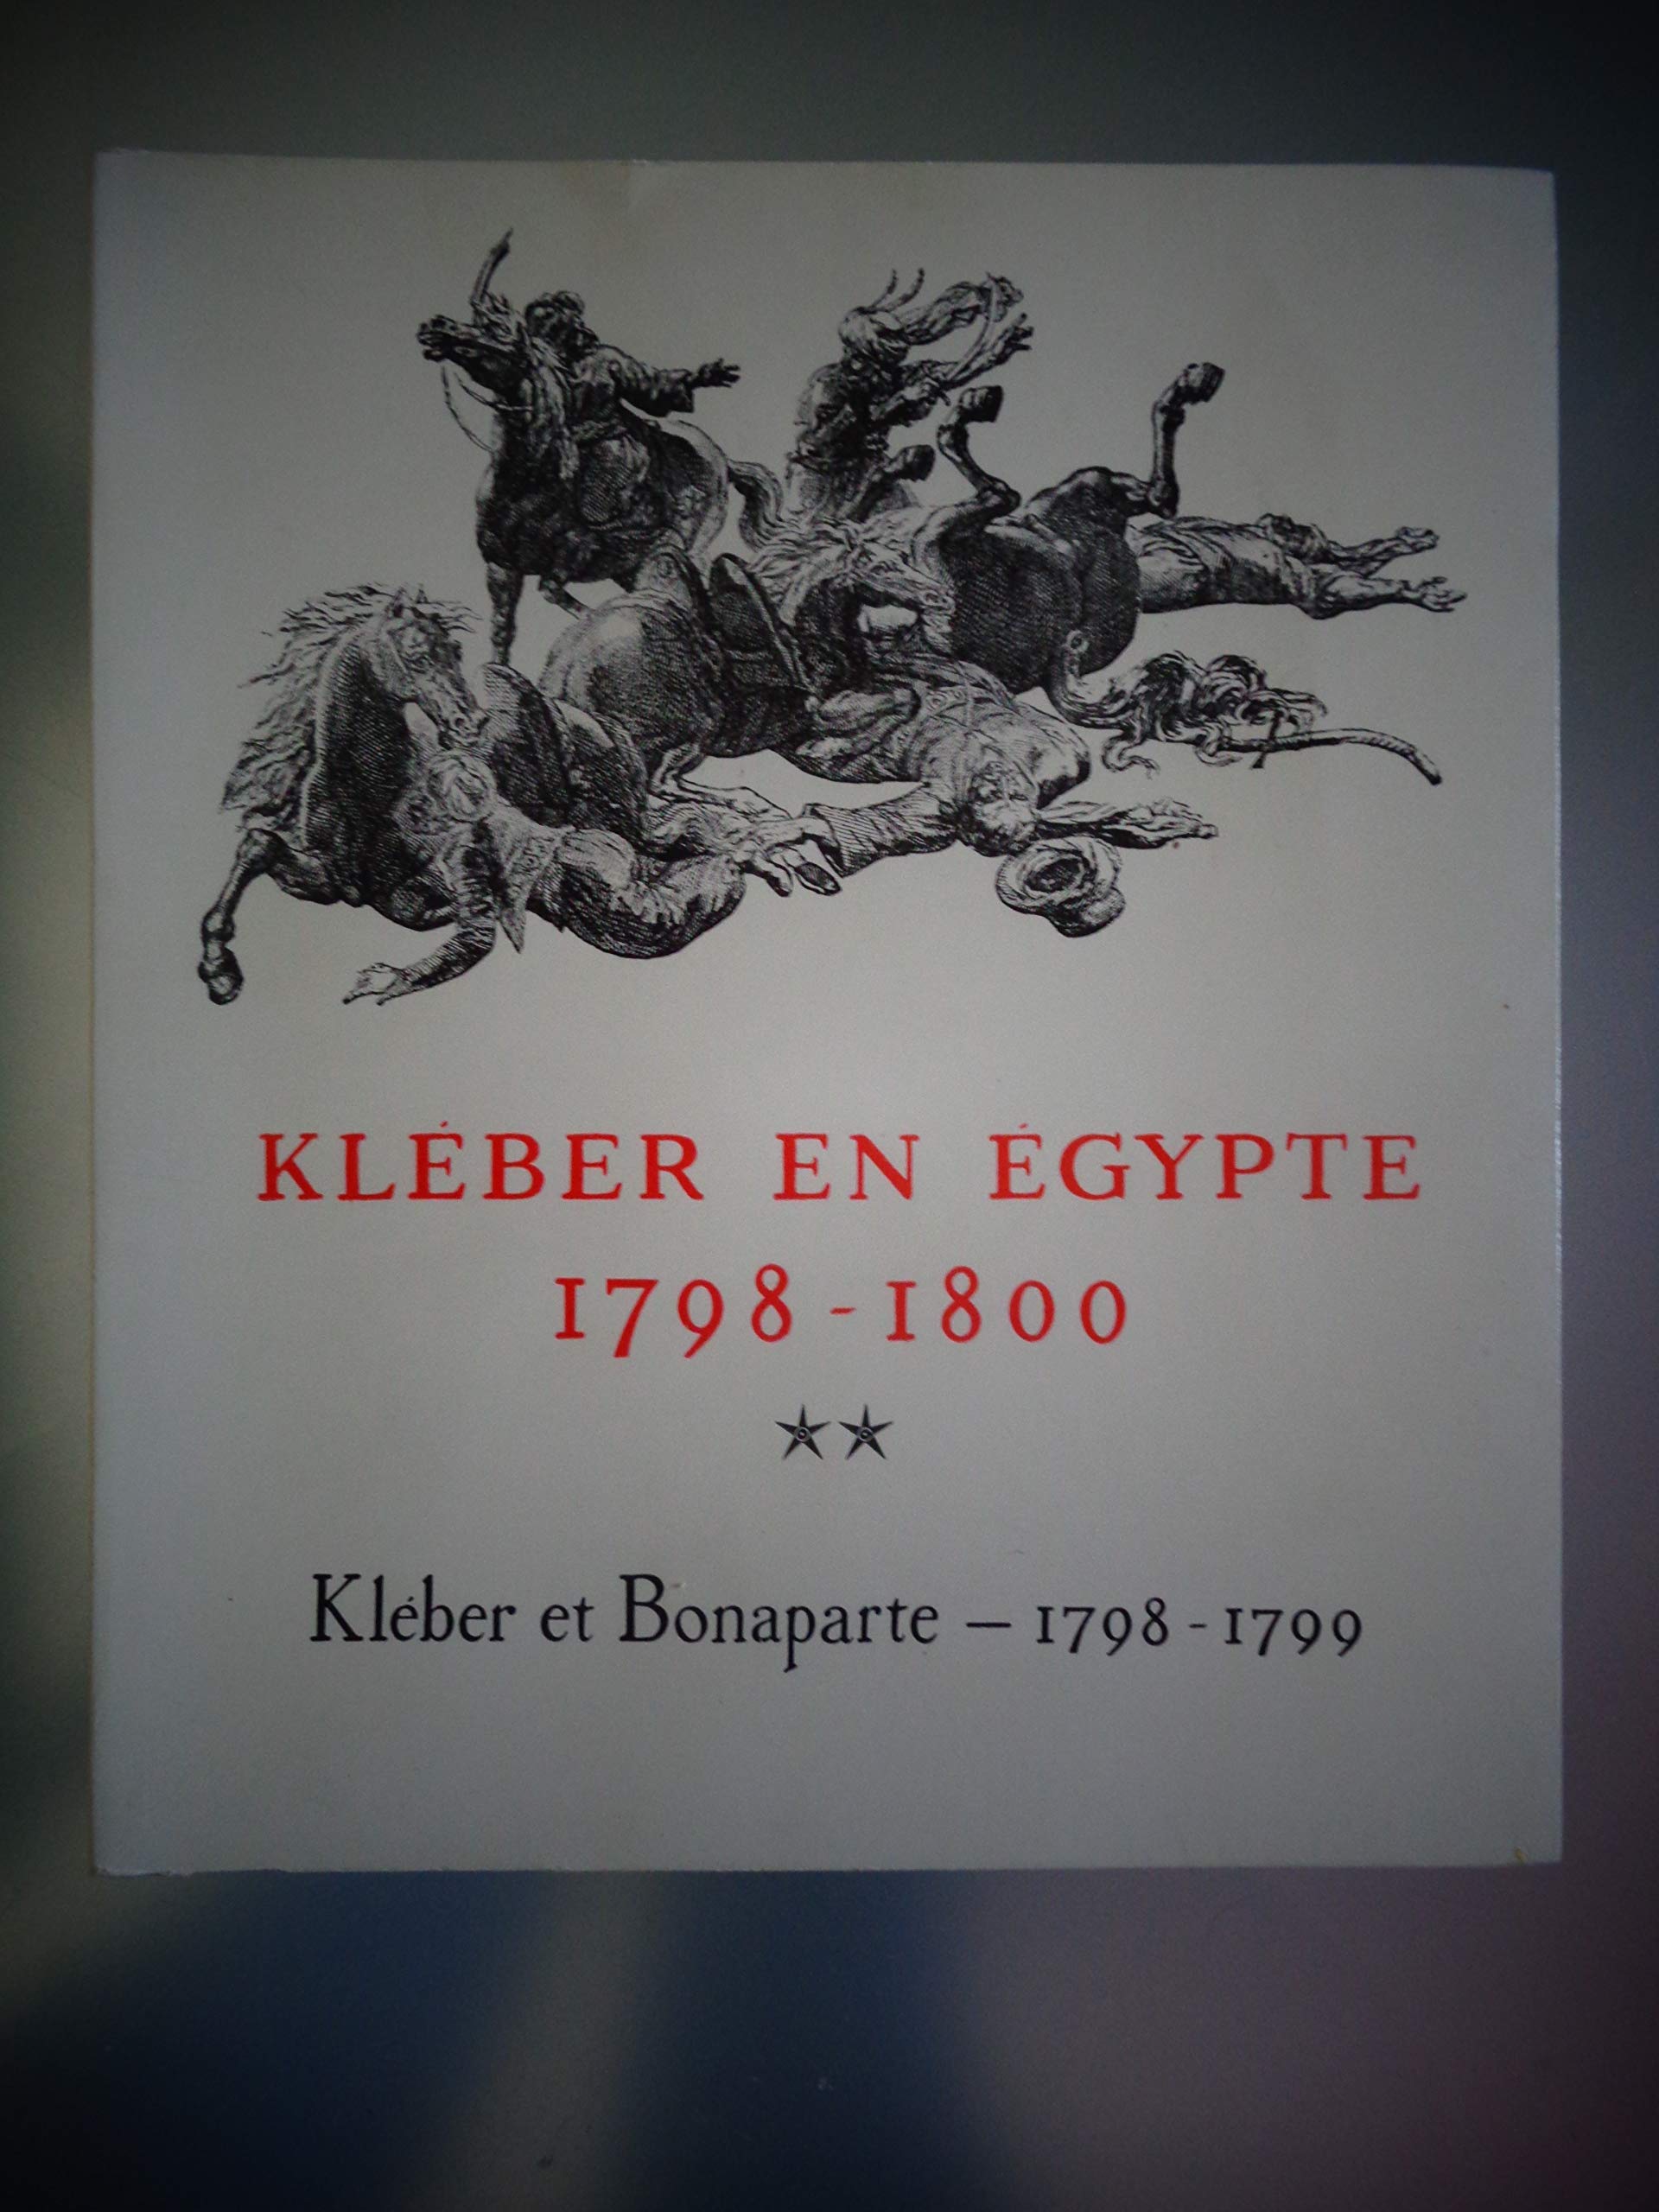 KLÉBER EN ÉGYPTE
1798-1800
Kléber et Bonaparte – 1798-1799